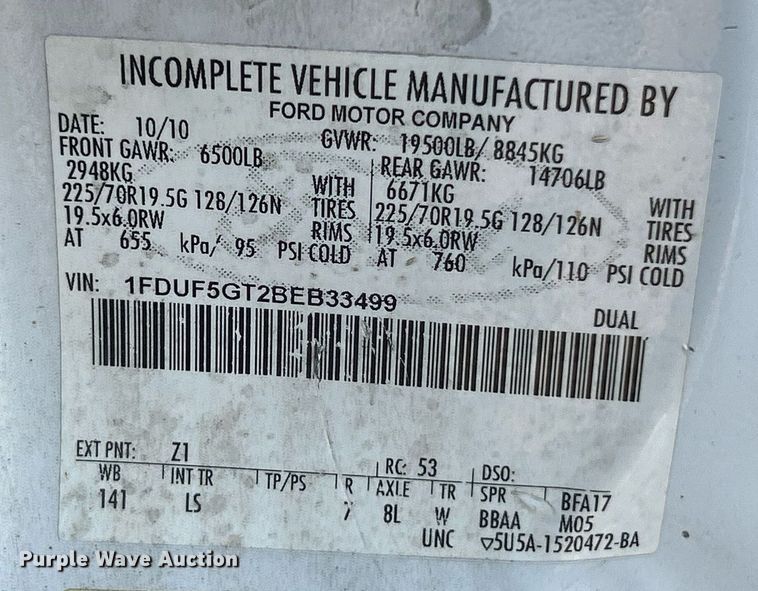 INCOMPLETE VEHICLE MANUFACTURED BY
FORD MOTOR COMPANY
DATE: 10/10 GVWR: 19500LB/ 8845KG
FRONT GAWR: 6500LB REAR GAWR: 14706LB
2948KG WITH 6671KG WITH
225/70R19.5G 128/126N TIRES 225/70R19.5G 128/126N TIRES
19.5x6.0RW RIMS 19.5x6.0RW RIMS
AT 655 kPa/ 95 PSI COLD AT 760 kPa/110 PSI COLD
VIN: 1FDUF5GT2BEB33499 DUAL
EXT PNT: Z1 RC: 53 DSO:
WB INT TR TP/PS R AXLE TR SPR BFA17
141 LS 7 8L W BBAA M05
UNC ▽5U5A-1520472-BA
Purple Wave Auction